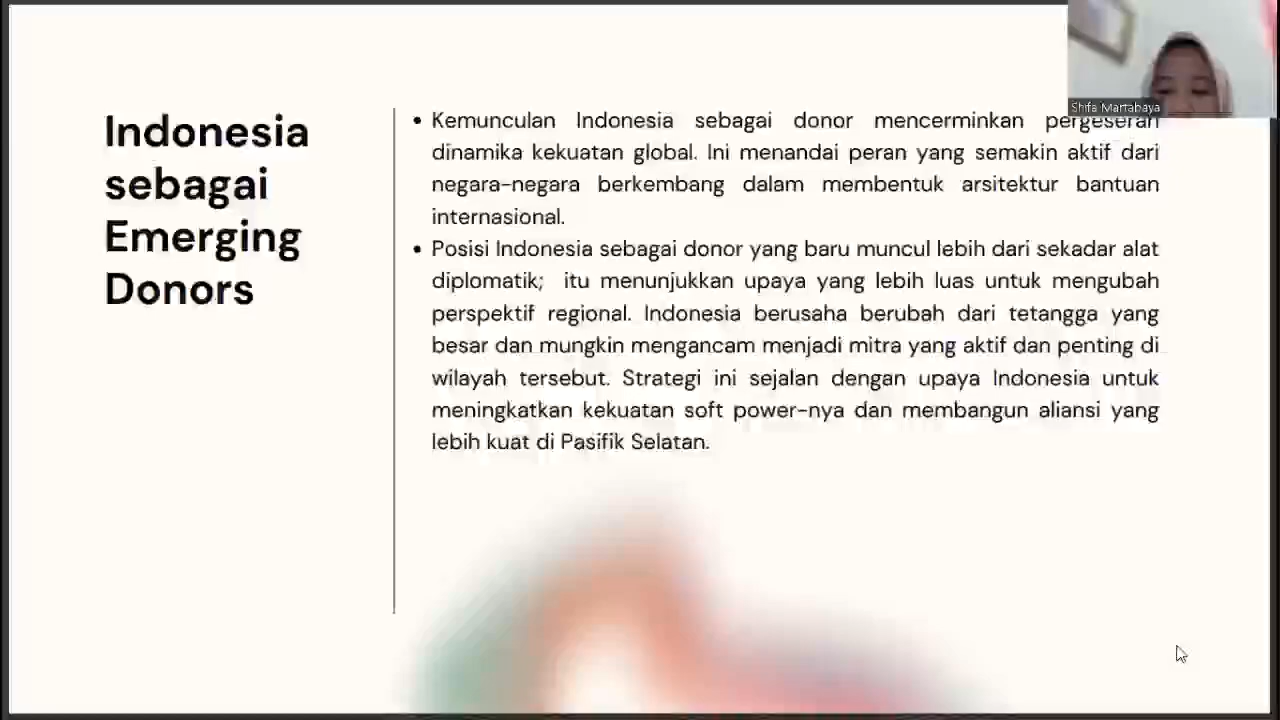 Indonesia
sebagai
Emerging
Donors
Shifa Martabaya
• Kemunculan Indonesia sebagai donor mencerminkan pergeseran
dinamika kekuatan global. Ini menandai peran yang semakin aktif dari
negara-negara berkembang dalam membentuk arsitektur bantuan
internasional.
• Posisi Indonesia sebagai donor yang baru muncul lebih dari sekadar alat
diplomatik; itu menunjukkan upaya yang lebih luas untuk mengubah
perspektif regional. Indonesia berusaha berubah dari tetangga yang
besar dan mungkin mengancam menjadi mitra yang aktif dan penting di
wilayah tersebut. Strategi ini sejalan dengan upaya Indonesia untuk
meningkatkan kekuatan soft power-nya dan membangun aliansi yang
lebih kuat di Pasifik Selatan.